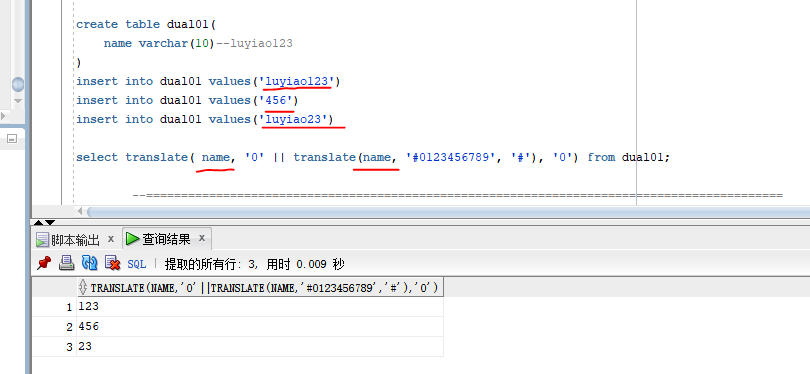 create table dual01(
name varchar(10)--luyiao123
)
insert into dual01 values('luyiao123')
insert into dual01 values('456')
insert into dual01 values('luyiao23')
select translate( name, '0' || translate(name, '#0123456789', '#'), '0') from dual01;
--==========================================================================================
脚本输出 x 查询结果 x
SQL | 提取的所有行: 3, 用时 0.009 秒
TRANSLATE(NAME,'0'||TRANSLATE(NAME,'#0123456789','#'),'0')
1 123
2 456
3 23